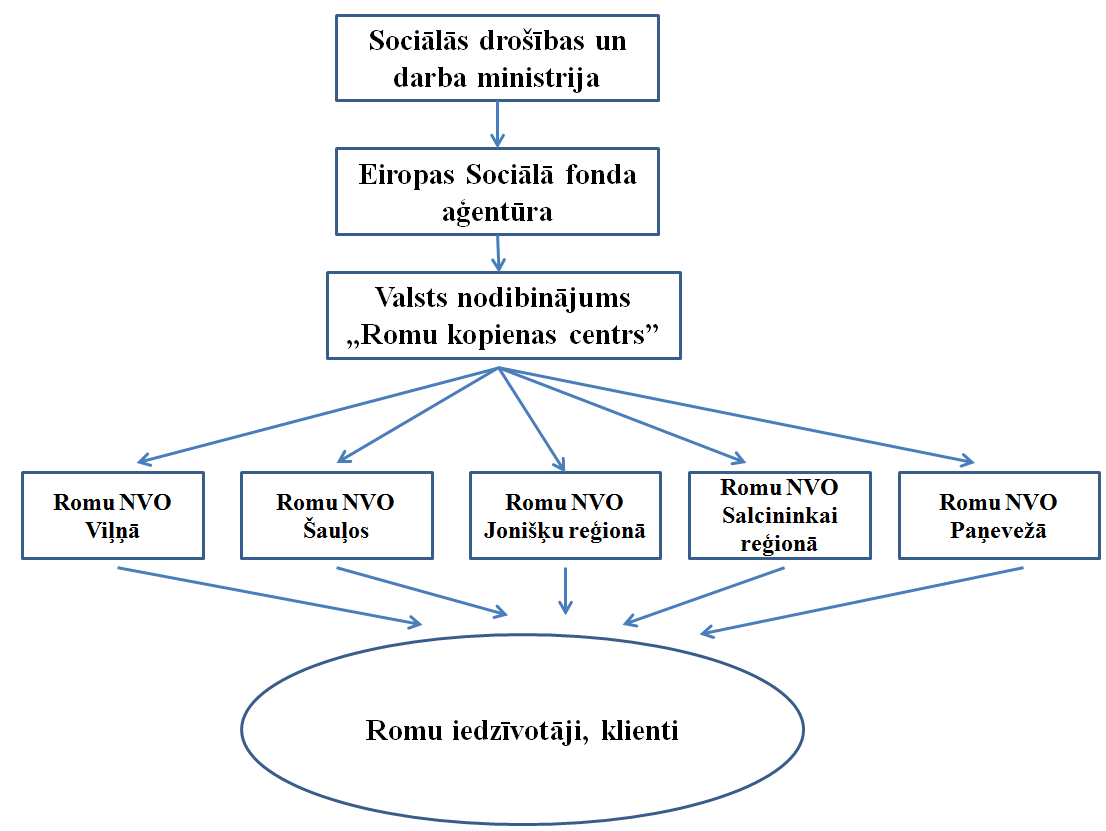 Sociālās drošības un
darba ministrija
Eiropas Sociālā fonda
aģentūra
Valsts nodibinājums
„Romu kopienas centrs”
Romu NVO
Viļņā
Romu NVO
Šauļos
Romu NVO
Jonišķu reģionā
Romu NVO
Salcininkai
reģionā
Romu NVO
Paņevežā
Romu iedzīvotāji, klienti